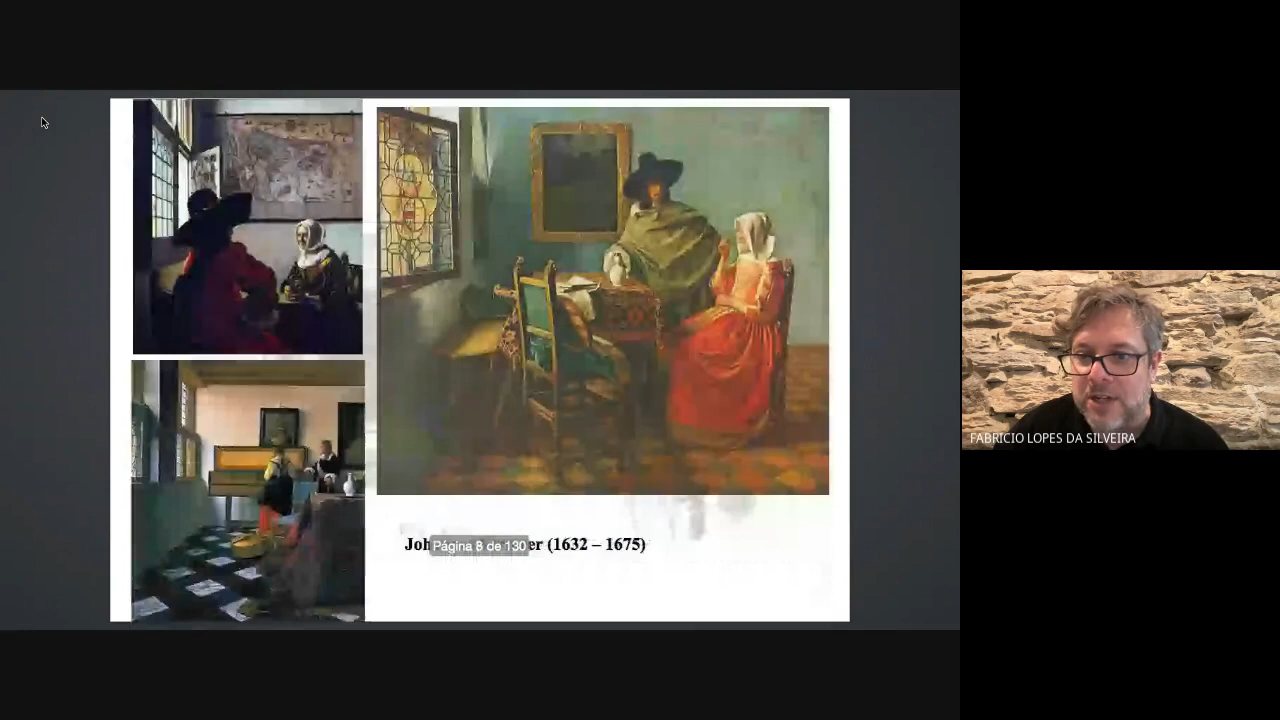 Joh er (1632 – 1675)
Página 8 de 130
FABRICIO LOPES DA SILVEIRA